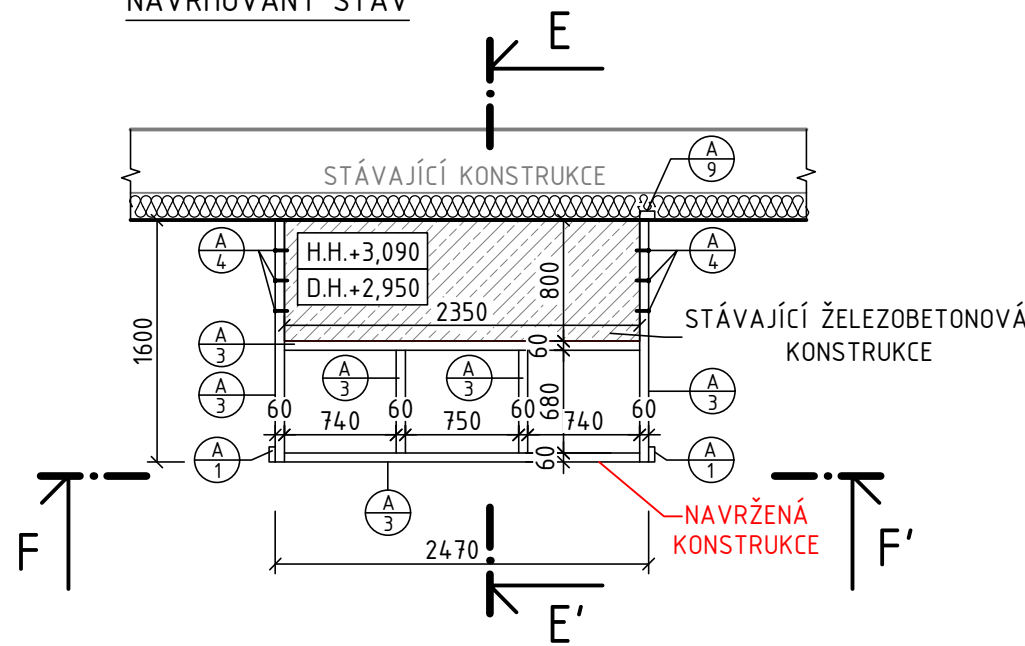 NAVRHOVANÝ STAV
E
STÁVAJÍCÍ KONSTRUKCE
A
9
A
4
H.H.+3,090
D.H.+2,950
800
A
4
2350
STÁVAJÍCÍ ŽELEZOBETONOVÁ
KONSTRUKCE
1600
A
3
60
A
3
A
3
A
3
680
A
3
60
60
60
60
740
750
740
A
1
60
A
1
A
3
NAVRŽENÁ
KONSTRUKCE
F
2470
F'
E'